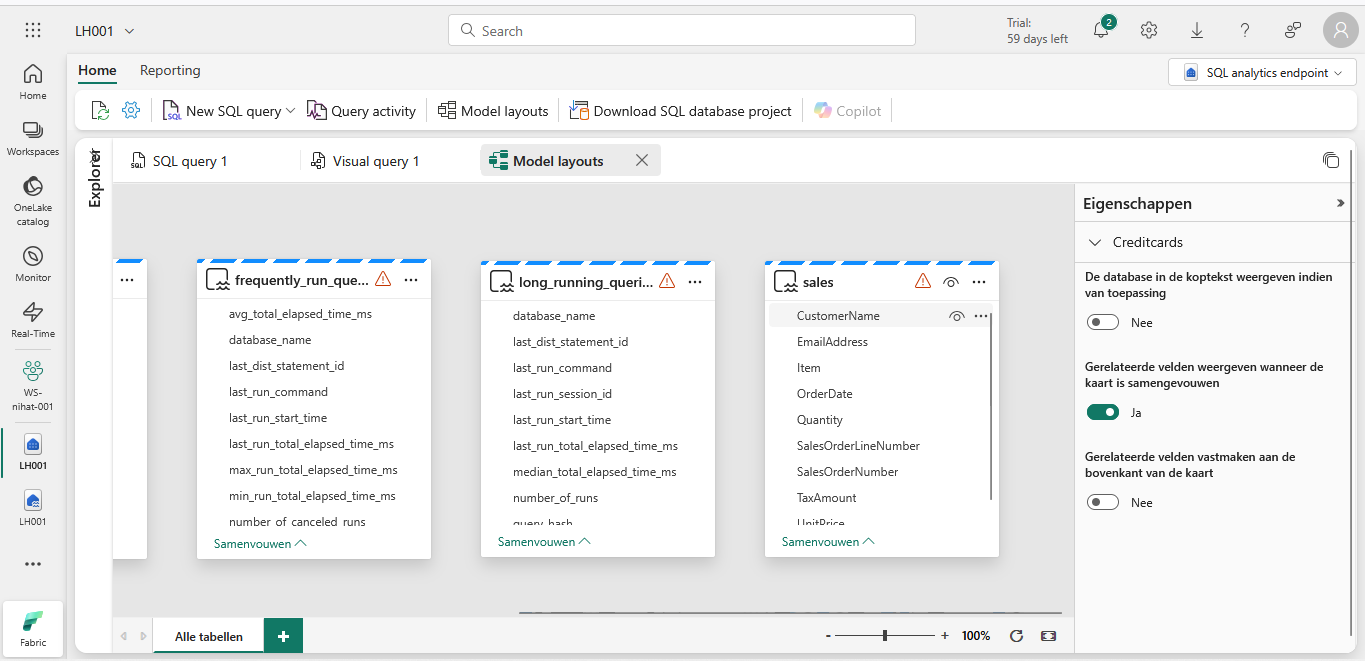 LH001
Search
Trial:
59 days left
2
Home
Reporting
SQL analytics endpoint
New SQL query
Query activity
Model layouts
Download SQL database project
Copilot
Home
Workspaces
OneLake
catalog
Monitor
Real-Time
WS-
nihat-001
LH001
LH001
Fabric
Explorer
SQL query 1
Visual query 1
Model layouts
frequently_run_que...
avg_total_elapsed_time_ms
database_name
last_dist_statement_id
last_run_command
last_run_start_time
last_run_total_elapsed_time_ms
max_run_total_elapsed_time_ms
min_run_total_elapsed_time_ms
number_of_canceled_runs
Samenvouwen
long_running_queri...
database_name
last_dist_statement_id
last_run_command
last_run_session_id
last_run_start_time
last_run_total_elapsed_time_ms
median_total_elapsed_time_ms
number_of_runs
query_hash
Samenvouwen
sales
CustomerName
EmailAddress
Item
OrderDate
Quantity
SalesOrderLineNumber
SalesOrderNumber
TaxAmount
UnitPrice
Samenvouwen
Eigenschappen
Creditcards
De database in de koptekst weergeven indien
van toepassing
Nee
Gerelateerde velden weergeven wanneer de
kaart is samengevouwen
Ja
Gerelateerde velden vastmaken aan de
bovenkant van de kaart
Nee
Alle tabellen
+
- + 100%